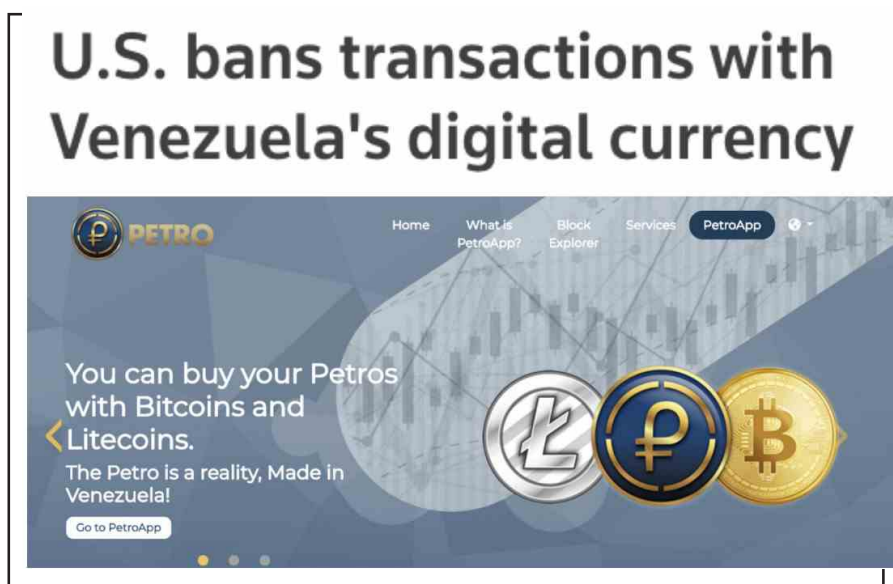 U.S. bans transactions with
Venezuela's digital currency
PETRO
Home What is Block Services PetroApp
PetroApp? Explorer
You can buy your Petros
with Bitcoins and
Litecoins.
The Petro is a reality, Made in
Venezuela!
Go to PetroApp